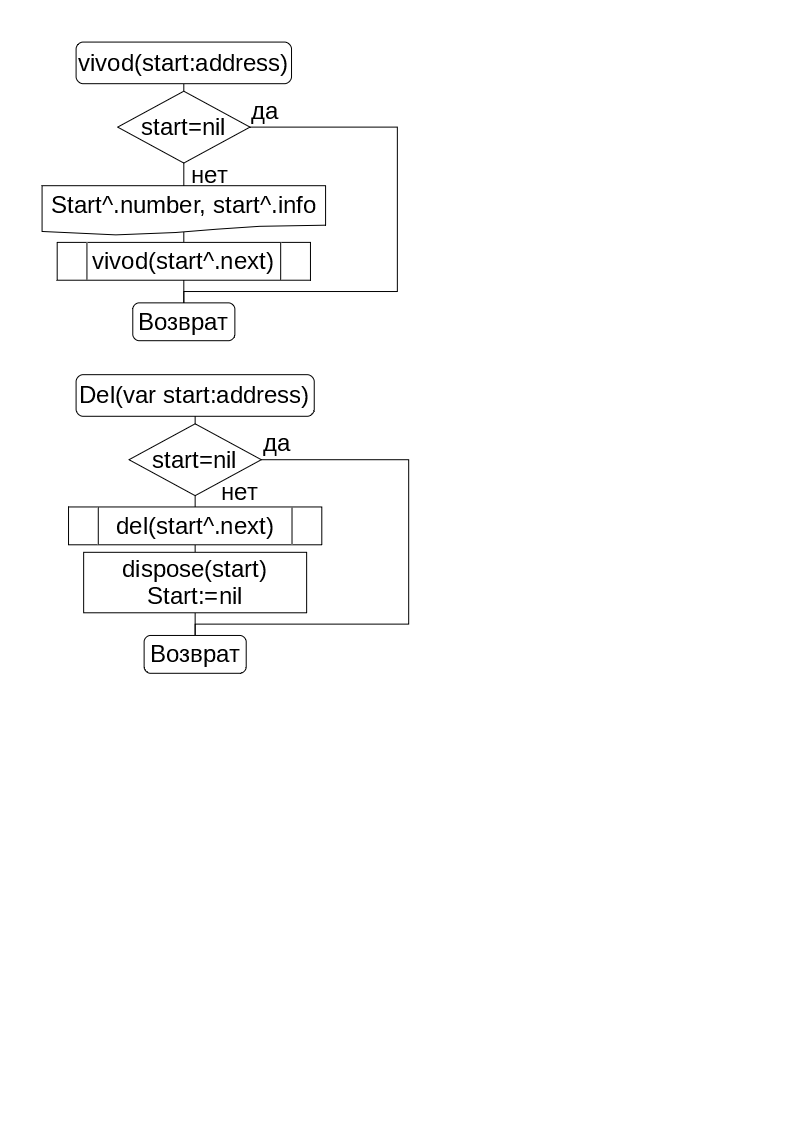 vivod(start:address)
да
start=nil
нет
Start^.number, start^.info
vivod(start^.next)
Возврат
Del(var start:address)
да
start=nil
нет
del(start^.next)
dispose(start)
Start:=nil
Возврат